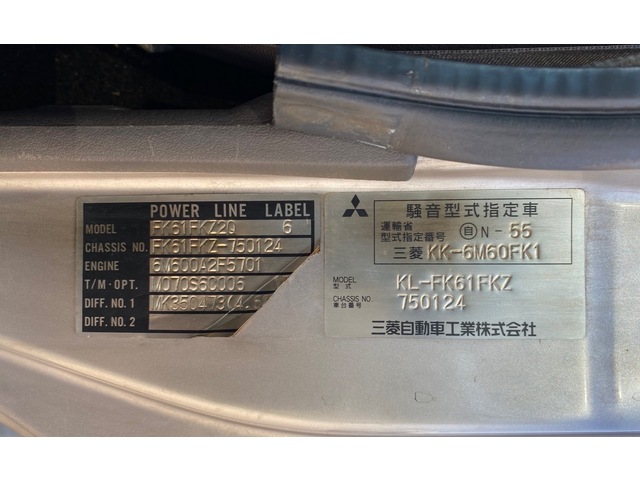 POWER LINE LABEL
MODEL FK61FKZ2Q 6
CHASSIS NO. FK61FKZ-750124
ENGINE 6M600A2F5701
T/M·OPT. M070S6C006
DIFF. NO. 1
DIFF. NO. 2
騒音型式指定車
運輸省
型式指定番号 自 N - 55
三菱 KK-6M60FK1
MODEL
型式 KL-FK61FKZ
CHASSIS NO.
車台番号 750124
三菱自動車工業株式会社